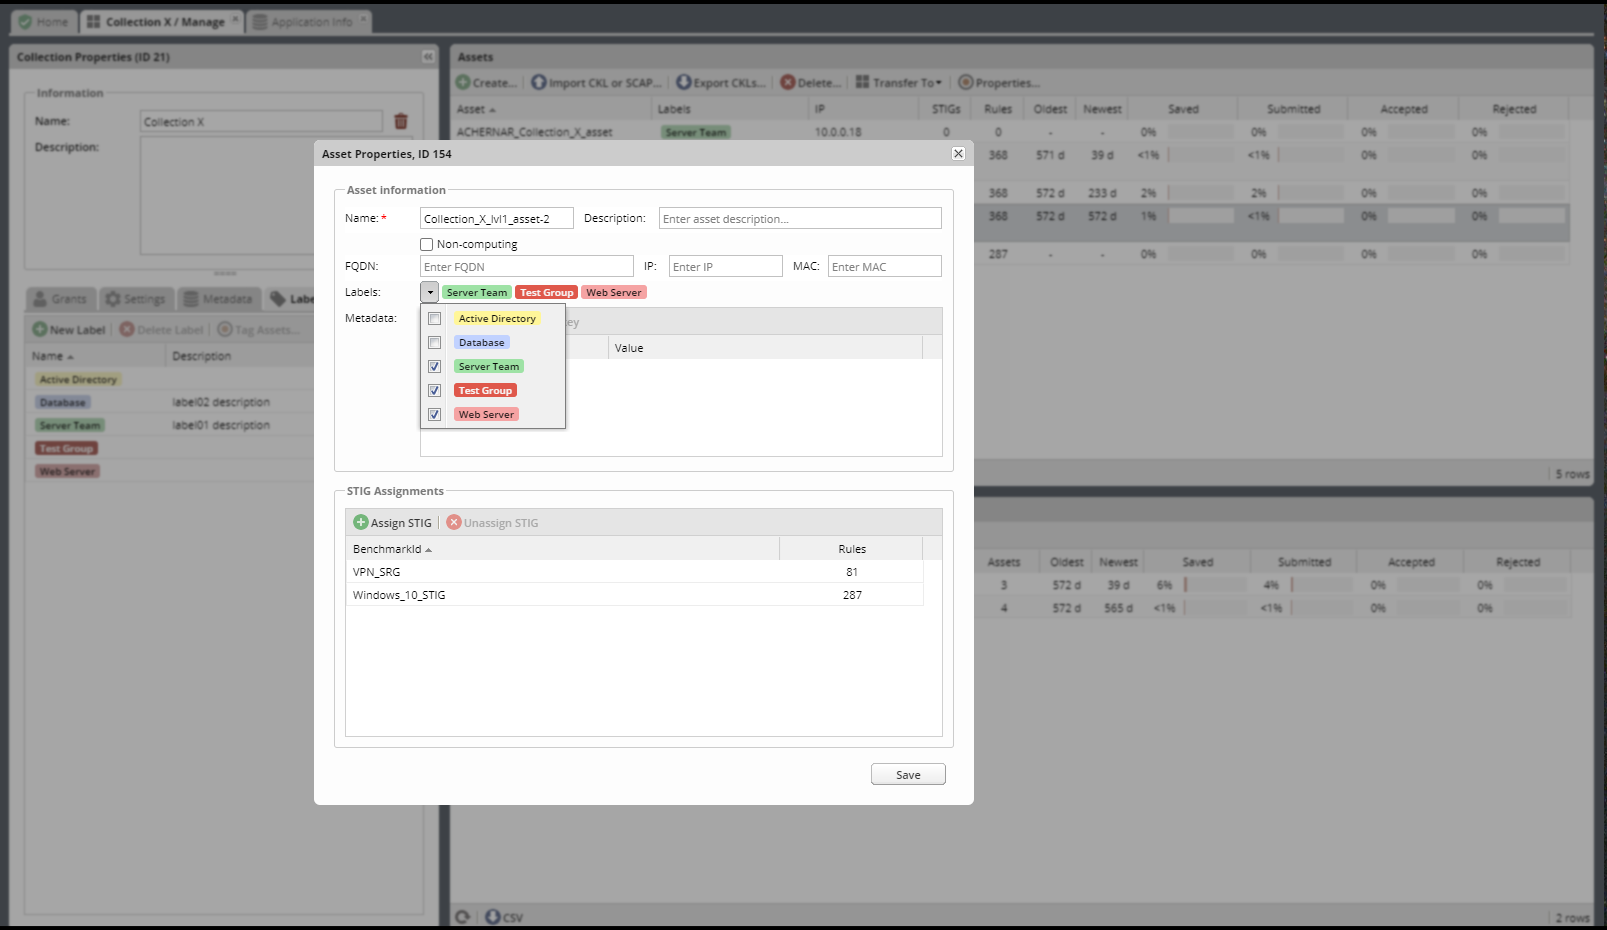 Home Collection X / Manage Application Info
Collection Properties (ID 21)
Information
Name: Collection X
Description:
Grants Settings Metadata
New Label Delete Label Tag Assets...
Name Description
Active Directory
Database label02 description
Server Team label01 description
Test Group
Web Server
Assets
Create... Import CKL or SCAP... Export CKLs... Delete... Transfer To Properties...
Asset Labels IP STIGs Rules Oldest Newest Saved Submitted Accepted Rejected
ACHERNAR_Collection_X_asset Server Team 10.0.0.18 0 0 - - 0% 0% 0% 0%
368 571 d 39 d <1% <1% 0% 0%
368 572 d 233 d 2% 2% 0% 0%
368 572 d 572 d 1% <1% 0% 0%
287 - - 0% 0% 0% 0%
5 rows
Asset Properties, ID 154
Asset information
Name:* Collection_X_lvl1_asset-2 Description: Enter asset description...
Non-computing
FQDN: Enter FQDN IP: Enter IP MAC: Enter MAC
Labels: Server Team Test Group Web Server
Metadata:
Value
Active Directory
Database
Server Team
Test Group
Web Server
STIG Assignments
Assign STIG Unassign STIG
BenchmarkId Rules
VPN_SRG 81
Windows_10_STIG 287
Save
Assets Oldest Newest Saved Submitted Accepted Rejected
3 572 d 39 d 6% 4% 0% 0%
4 572 d 565 d <1% <1% 0% 0%
CSV 2 rows